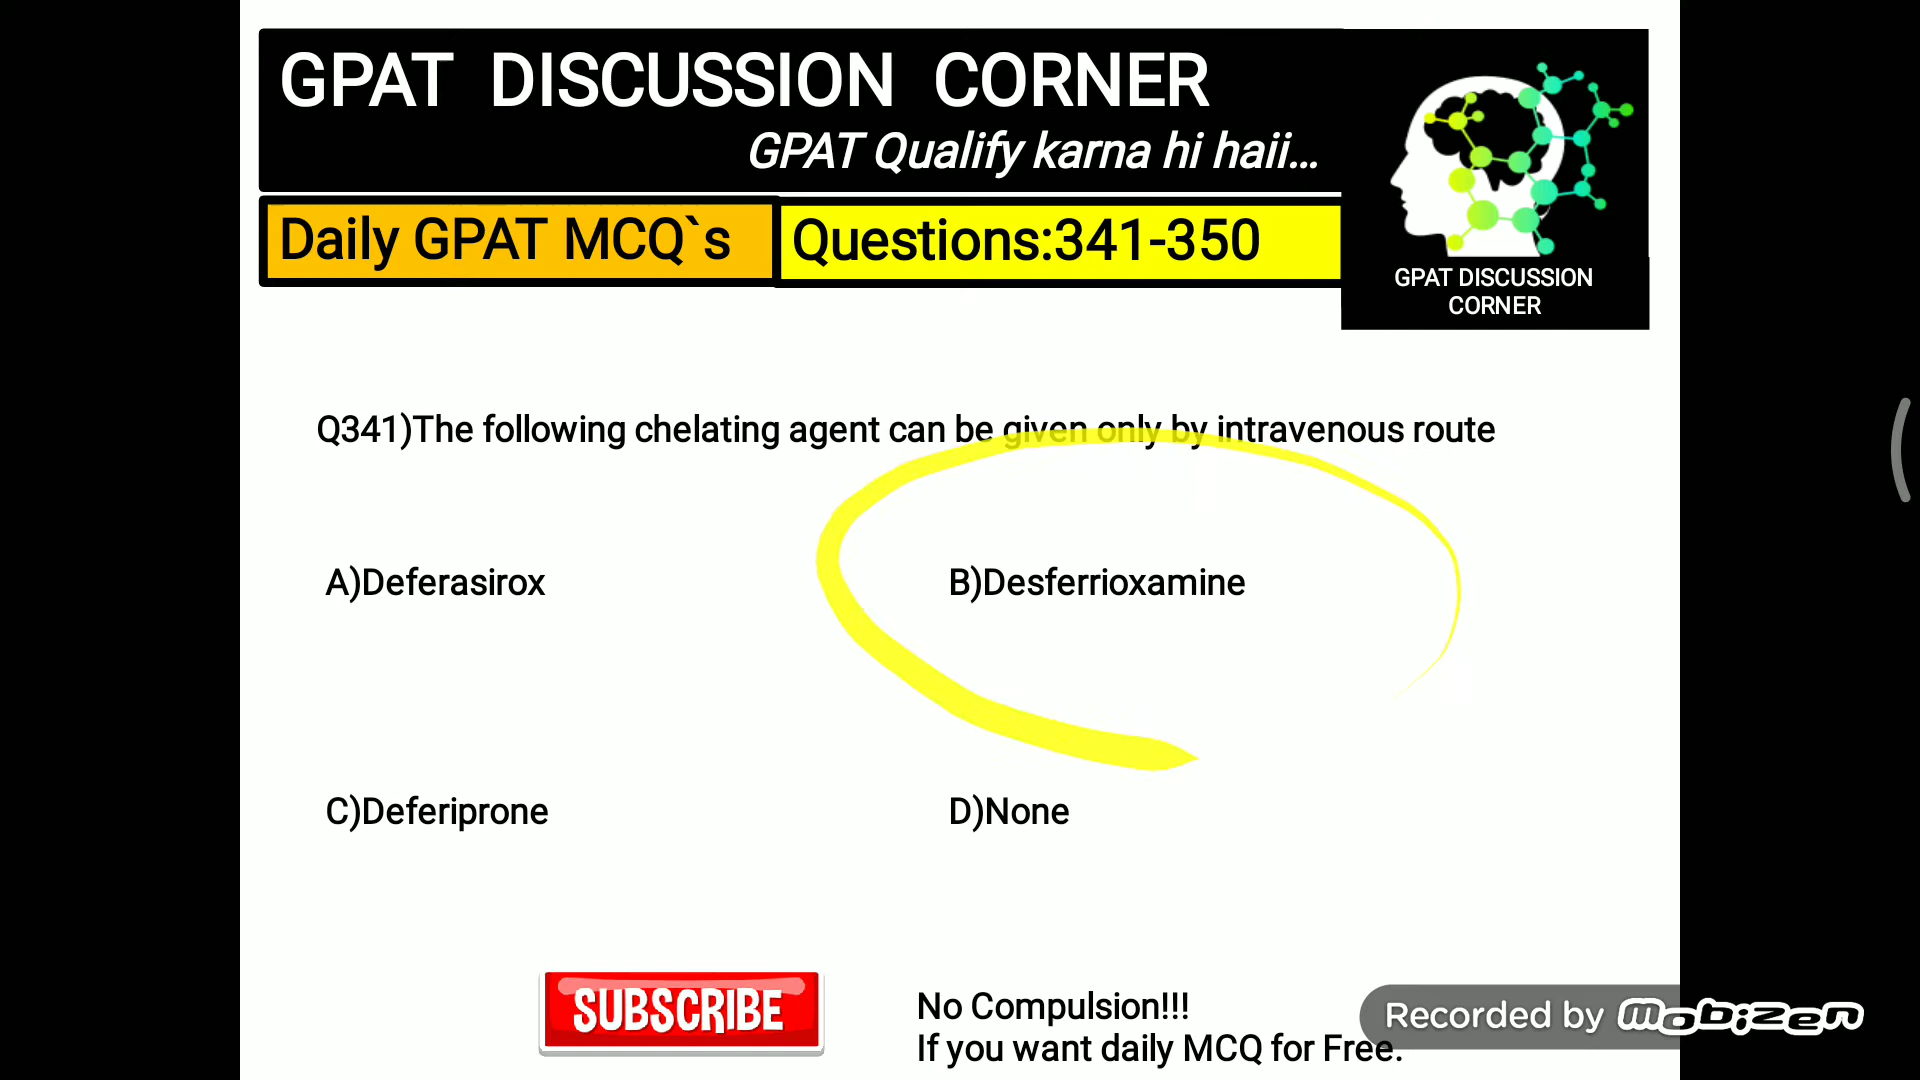 GPAT DISCUSSION CORNER
GPAT Qualify karna hi haii...
Daily GPAT MCQ`s
Questions:341-350
GPAT DISCUSSION
CORNER
Q341)The following chelating agent can be given only by intravenous route
A)Deferasirox
B)Desferrioxamine
C)Deferiprone
D)None
SUBSCRIBE
No Compulsion!!!
If you want daily MCQ for Free.
Recorded by mobizen